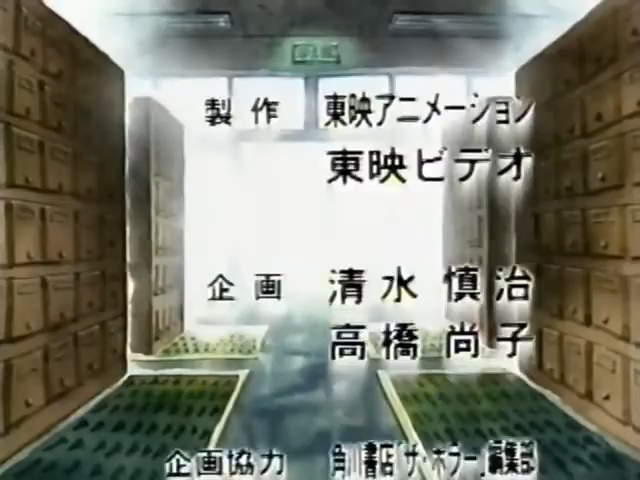 製作 東映アニメーション
東映ビデオ
企画 清水 慎治
高橋 尚子
企画協力 角川書店「ザ・ホラー」編集部